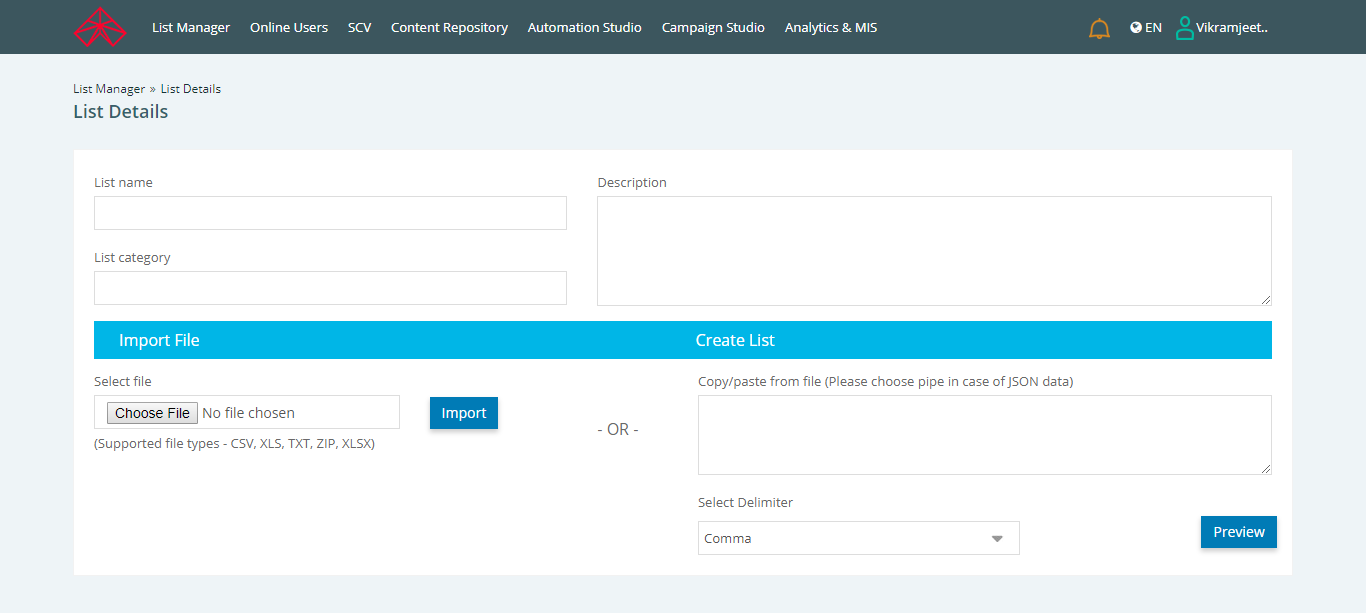 List Manager Online Users SCV Content Repository Automation Studio Campaign Studio Analytics & MIS EN Vikramjeet..
List Manager » List Details
List Details
List name
Description
List category
Import File
Create List
Select file
Choose File No file chosen
Import
(Supported file types - CSV, XLS, TXT, ZIP, XLSX)
- OR -
Copy/paste from file (Please choose pipe in case of JSON data)
Select Delimiter
Comma
Preview